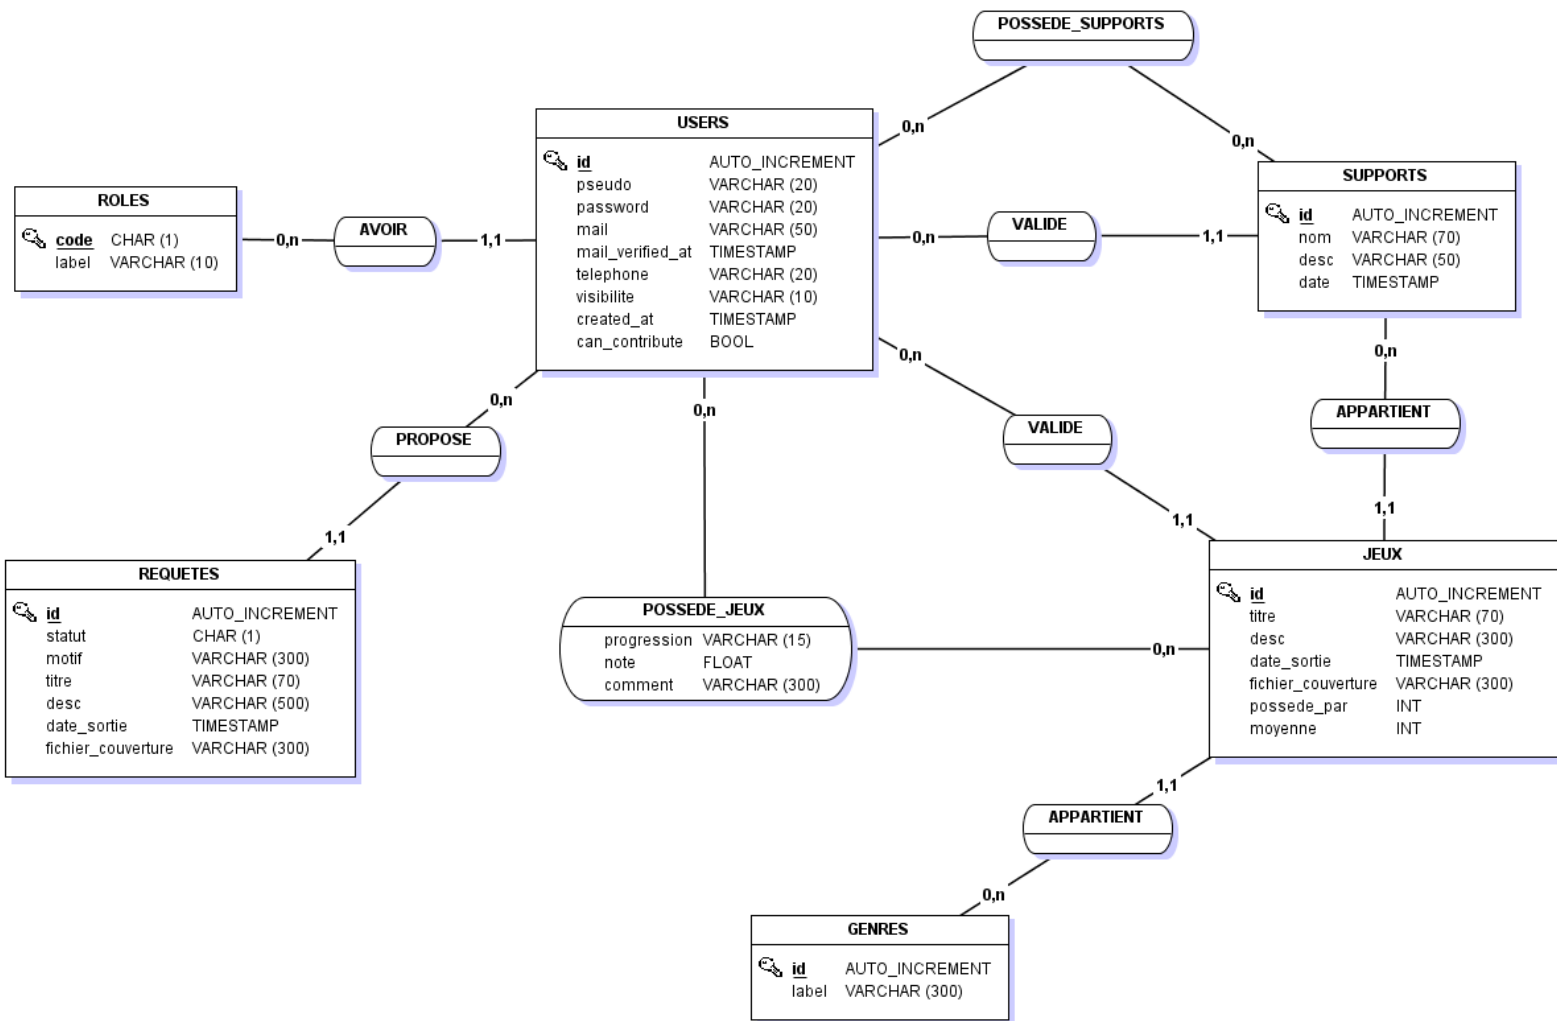 POSSEDE_SUPPORTS
0,n
0,n
USERS
id AUTO_INCREMENT
pseudo VARCHAR (20)
password VARCHAR (20)
mail VARCHAR (50)
mail_verified_at TIMESTAMP
telephone VARCHAR (20)
visibilite VARCHAR (10)
created_at TIMESTAMP
can_contribute BOOL
SUPPORTS
id AUTO_INCREMENT
nom VARCHAR (70)
desc VARCHAR (50)
date TIMESTAMP
ROLES
code CHAR (1)
label VARCHAR (10)
0,n
AVOIR
1,1
0,n
VALIDE
1,1
0,n
APPARTIENT
1,1
0,n
VALIDE
1,1
0,n
PROPOSE
1,1
0,n
REQUETES
id AUTO_INCREMENT
statut CHAR (1)
motif VARCHAR (300)
titre VARCHAR (70)
desc VARCHAR (500)
date_sortie TIMESTAMP
fichier_couverture VARCHAR (300)
POSSEDE_JEUX
progression VARCHAR (15)
note FLOAT
comment VARCHAR (300)
0,n
JEUX
id AUTO_INCREMENT
titre VARCHAR (70)
desc VARCHAR (300)
date_sortie TIMESTAMP
fichier_couverture VARCHAR (300)
possede_par INT
moyenne INT
1,1
APPARTIENT
0,n
GENRES
id AUTO_INCREMENT
label VARCHAR (300)